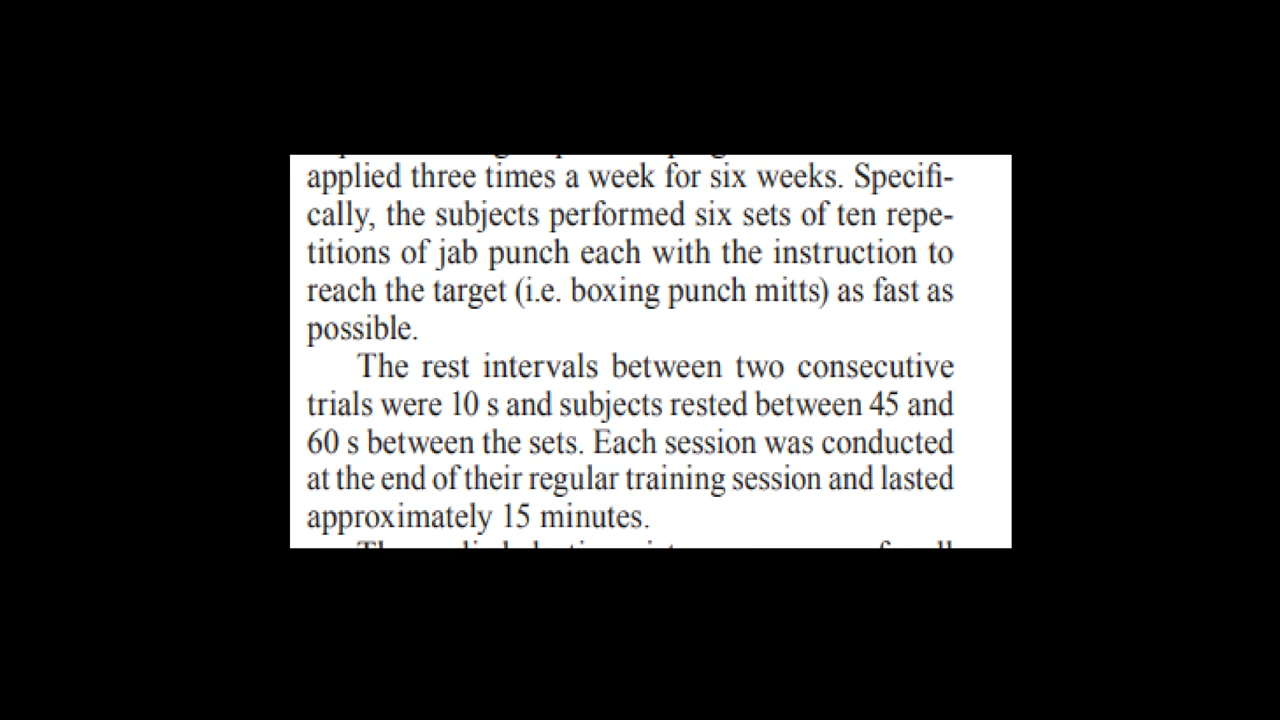 applied three times a week for six weeks. Specifi-
cally, the subjects performed six sets of ten repe-
titions of jab punch each with the instruction to
reach the target (i.e. boxing punch mitts) as fast as
possible.
The rest intervals between two consecutive
trials were 10 s and subjects rested between 45 and
60 s between the sets. Each session was conducted
at the end of their regular training session and lasted
approximately 15 minutes.